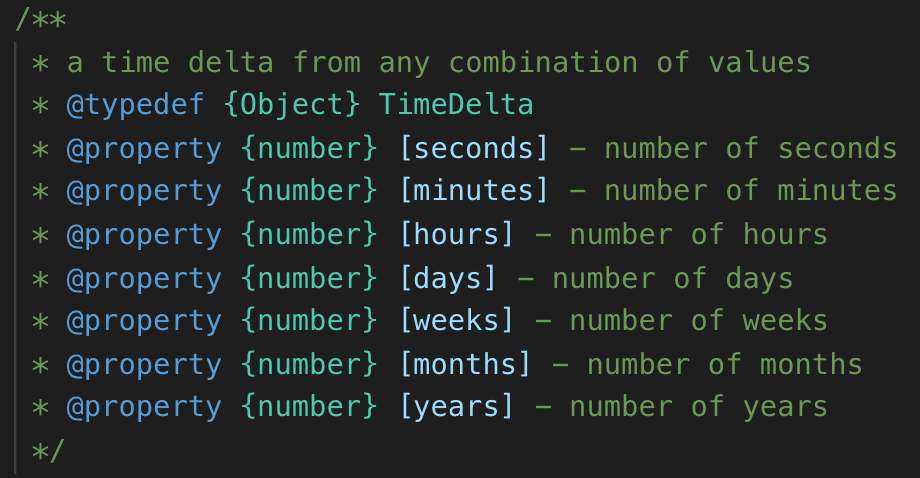 /**
* a time delta from any combination of values
* @typedef {Object} TimeDelta
* @property {number} [seconds] – number of seconds
* @property {number} [minutes] – number of minutes
* @property {number} [hours] – number of hours
* @property {number} [days] – number of days
* @property {number} [weeks] – number of weeks
* @property {number} [months] – number of months
* @property {number} [years] – number of years
*/